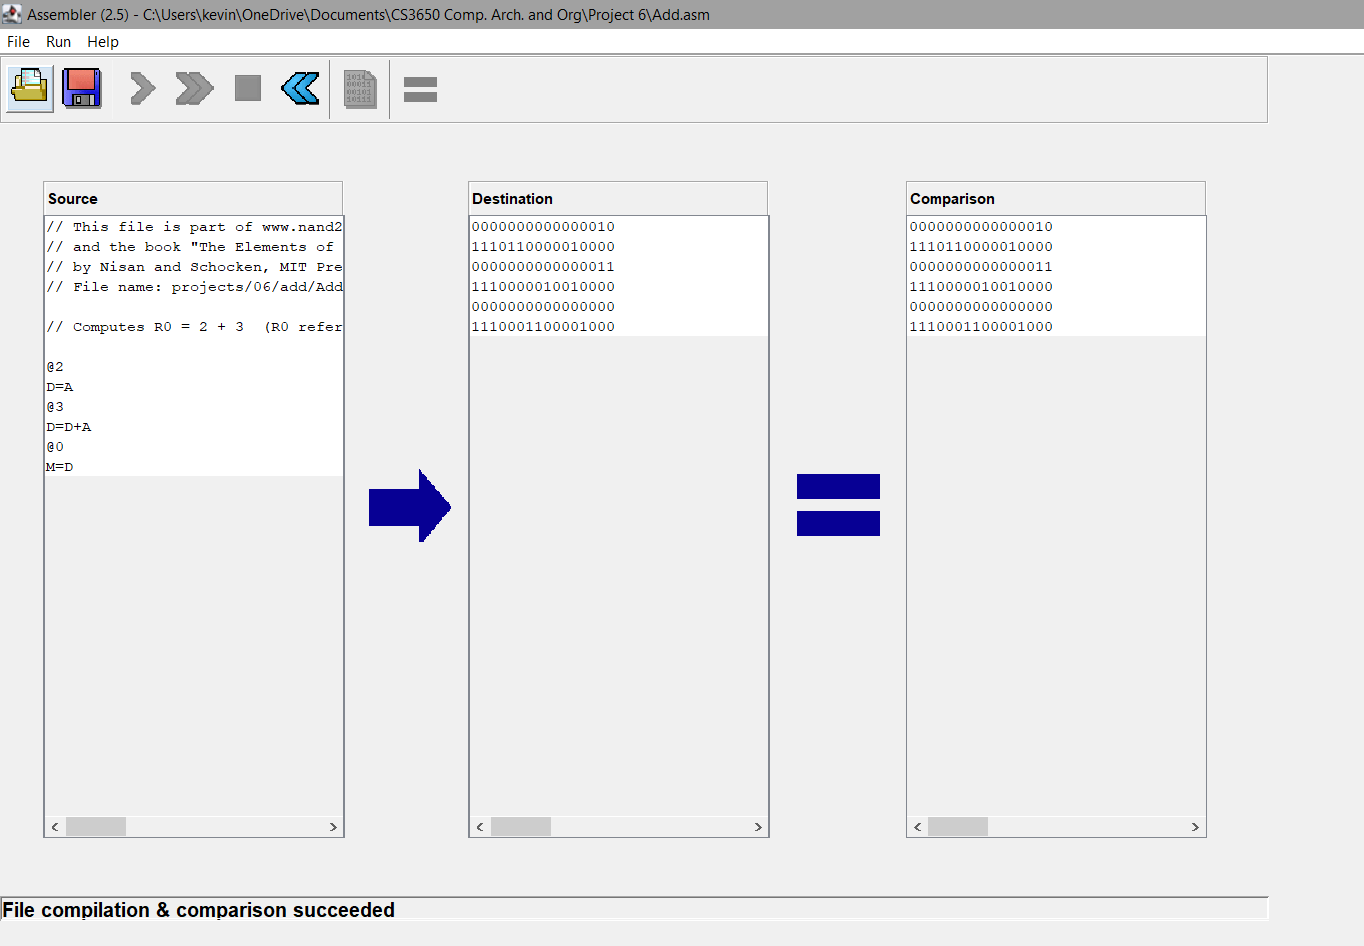 Assembler (2.5) - C:\Users\kevin\OneDrive\Documents\CS3650 Comp. Arch. and Org\Project 6\Add.asm
File Run Help
Source
// This file is part of www.nand2
// and the book "The Elements of
// by Nisan and Schocken, MIT Pre
// File name: projects/06/add/Add
// Computes R0 = 2 + 3  (R0 refer
@2
D=A
@3
D=D+A
@0
M=D
Destination
0000000000000010
1110110000010000
0000000000000011
1110000010010000
0000000000000000
1110001100001000
Comparison
0000000000000010
1110110000010000
0000000000000011
1110000010010000
0000000000000000
1110001100001000
File compilation & comparison succeeded